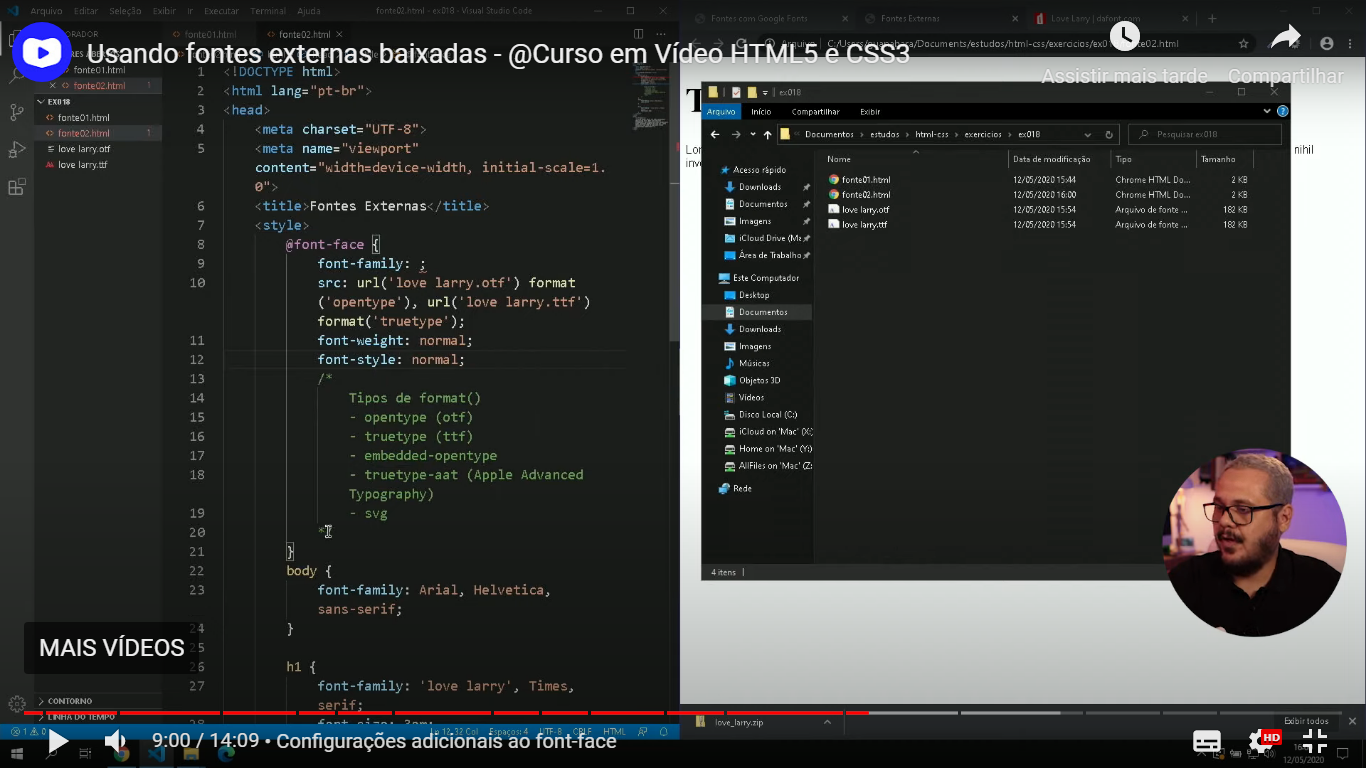 Arquivo Editar Seleção Exibir Ir Executar Terminal Ajuda fonte02.html - ex018 - Visual Studio Code
Fontes com Google Fonts
Fontes Externas
Love Larry | dafont.com
Usando fontes externas baixadas - @Curso em Vídeo HTML5 e CSS3
Assistir mais tarde
Compartilhar
fonte01.html
fonte02.html
fonte01.html
fonte02.html 1
EX018
fonte01.html
fonte02.html 1
love larry.otf
love larry.ttf
1 <!DOCTYPE html>
2 <html lang="pt-br">
3 <head>
4 <meta charset="UTF-8">
5 <meta name="viewport"
content="width=device-width, initial-scale=1.
0">
6 <title>Fontes Externas</title>
7 <style>
8 @font-face {
9 font-family: ;
10 src: url('love larry.otf') format
('opentype'), url('love larry.ttf')
format('truetype');
11 font-weight: normal;
12 font-style: normal;
13 /*
14 Tipos de format()
15 - opentype (otf)
16 - truetype (ttf)
17 - embedded-opentype
18 - truetype-aat (Apple Advanced
Typography)
19 - svg
20 *
21 }
22 body {
23 font-family: Arial, Helvetica,
sans-serif;
24 }
25
26 h1 {
27 font-family: 'love larry', Times,
serif;
28
CONTORNO
LINHA DO TEMPO
MAIS VÍDEOS
9:00 / 14:09 • Configurações adicionais ao font-face
ex018
Arquivo Início Compartilhar Exibir
Documentos > estudos > html-css > exercicios > ex018
Pesquisar ex018
Nome Data de modificação Tipo Tamanho
fonte01.html 12/05/2020 15:44 Chrome HTML Do... 2 KB
fonte02.html 12/05/2020 16:00 Chrome HTML Do... 2 KB
love larry.otf 12/05/2020 15:54 Arquivo de fonte ... 182 KB
love larry.ttf 12/05/2020 15:54 Arquivo de fonte ... 182 KB
Acesso rápido
Downloads
Documentos
Imagens
iCloud Drive (Ma
Área de Trabalho
Este Computador
Desktop
Documentos
Downloads
Imagens
Músicas
Objetos 3D
Vídeos
Disco Local (C:)
iCloud on 'Mac' (X:
Home on 'Mac' (Y:)
AllFiles on 'Mac' (Z:
Rede
4 itens
nihil
love_larry.zip
Exibir todos
HD
12/05/2020